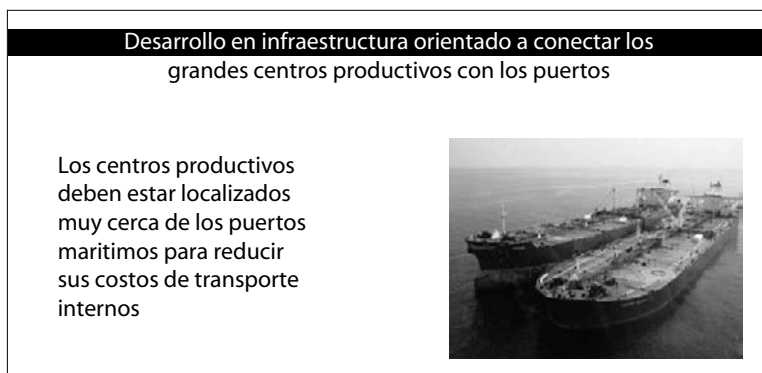 Desarrollo en infraestructura orientado a conectar los
grandes centros productivos con los puertos
Los centros productivos
deben estar localizados
muy cerca de los puertos
maritimos para reducir
sus costos de transporte
internos